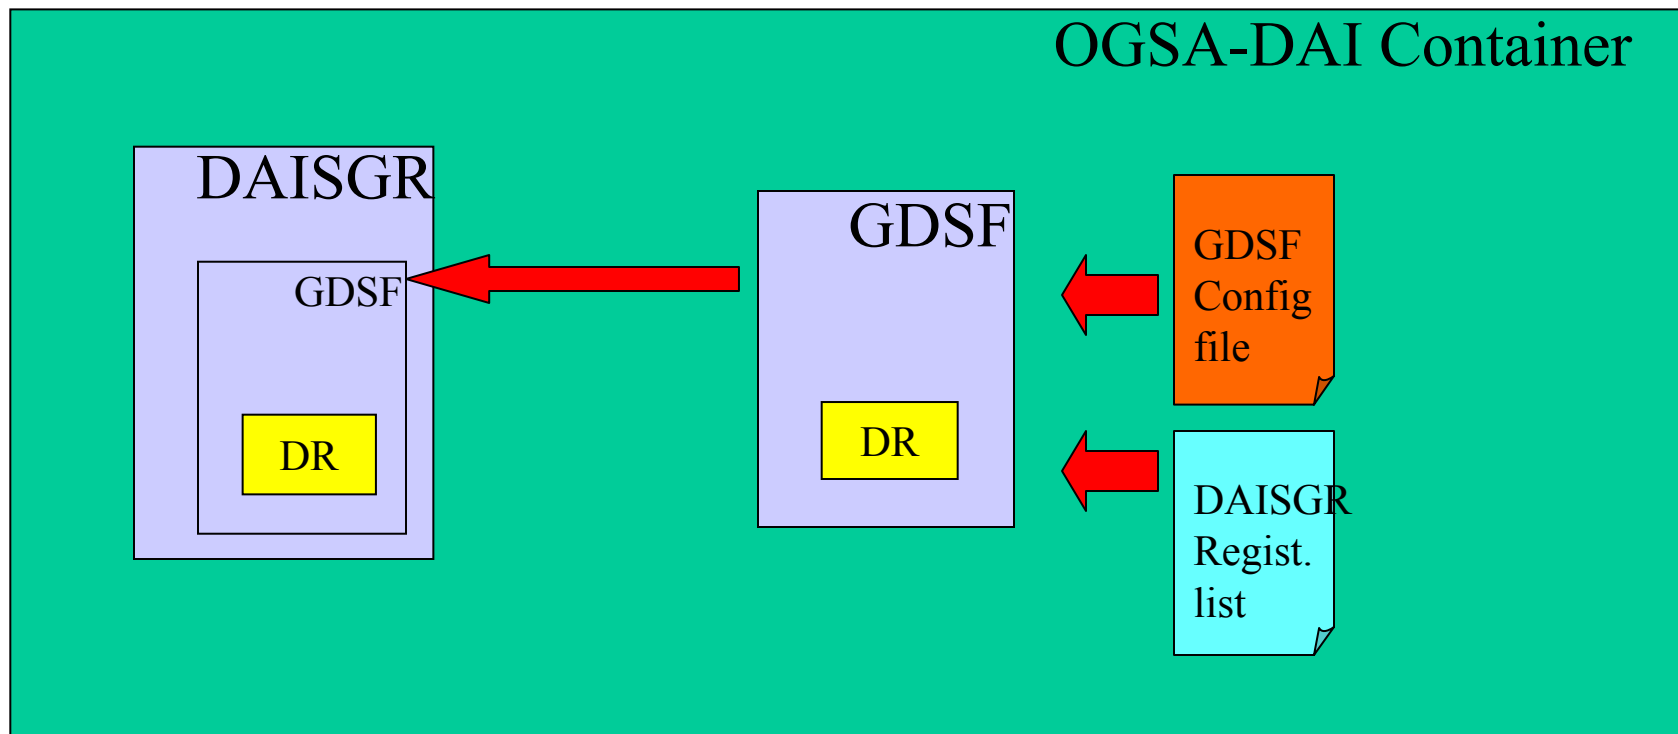 OGSA-DAI Container
DAISGR
GDSF
DR
GDSF
DR
GDSF
Config
file
DAISGR
Regist.
list